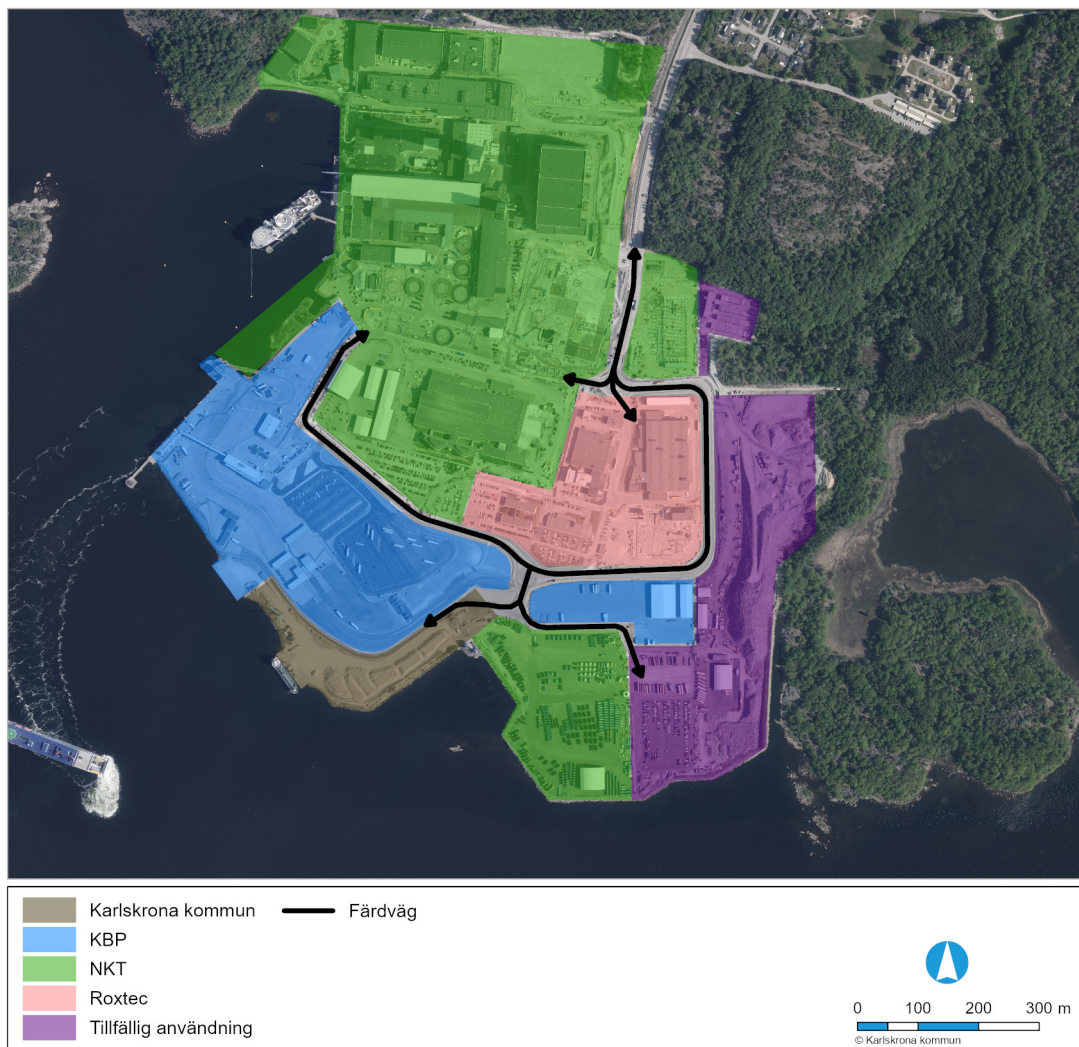 Karlskrona kommun
Färdväg
KBP
NKT
Roxtec
Tillfällig användning
0 100 200 300 m
© Karlskrona kommun